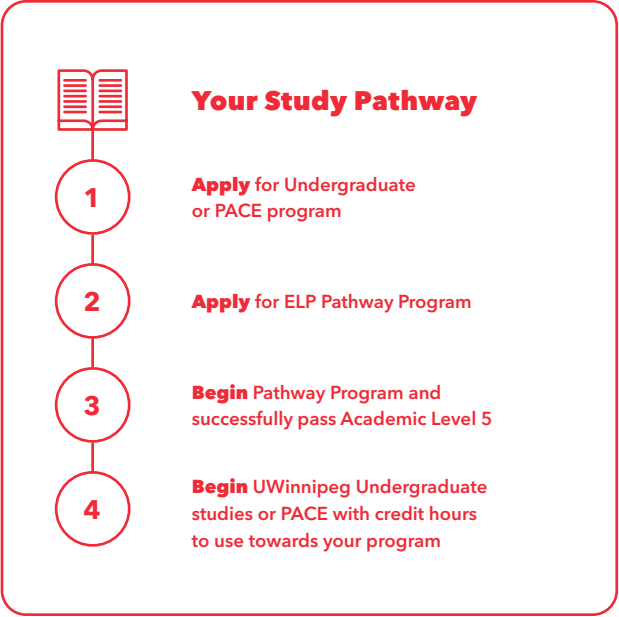 Your Study Pathway
1
Apply for Undergraduate
or PACE program
2
Apply for ELP Pathway Program
3
Begin Pathway Program and
successfully pass Academic Level 5
4
Begin UWinnipeg Undergraduate
studies or PACE with credit hours
to use towards your program